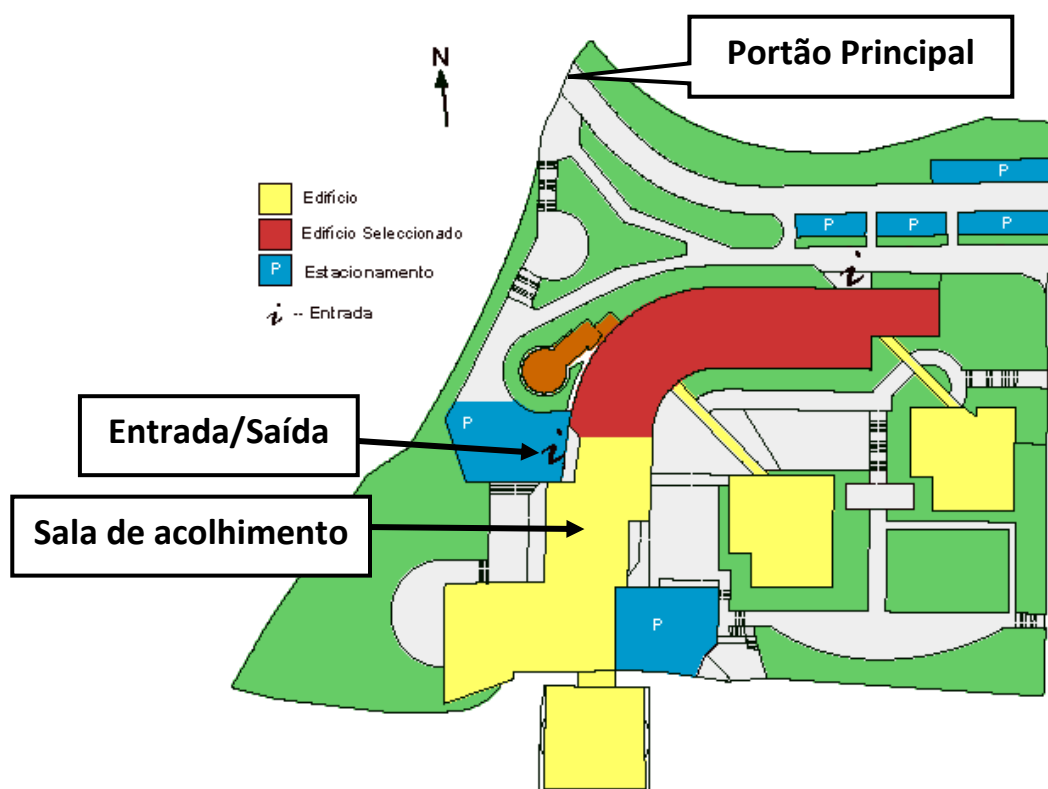 Portão Principal
N
P
Edifício
Edifício Seleccionado
P Estacionamento
i -- Entrada
P
P
P
i
Entrada/Saída
P
i
Sala de acolhimento
P